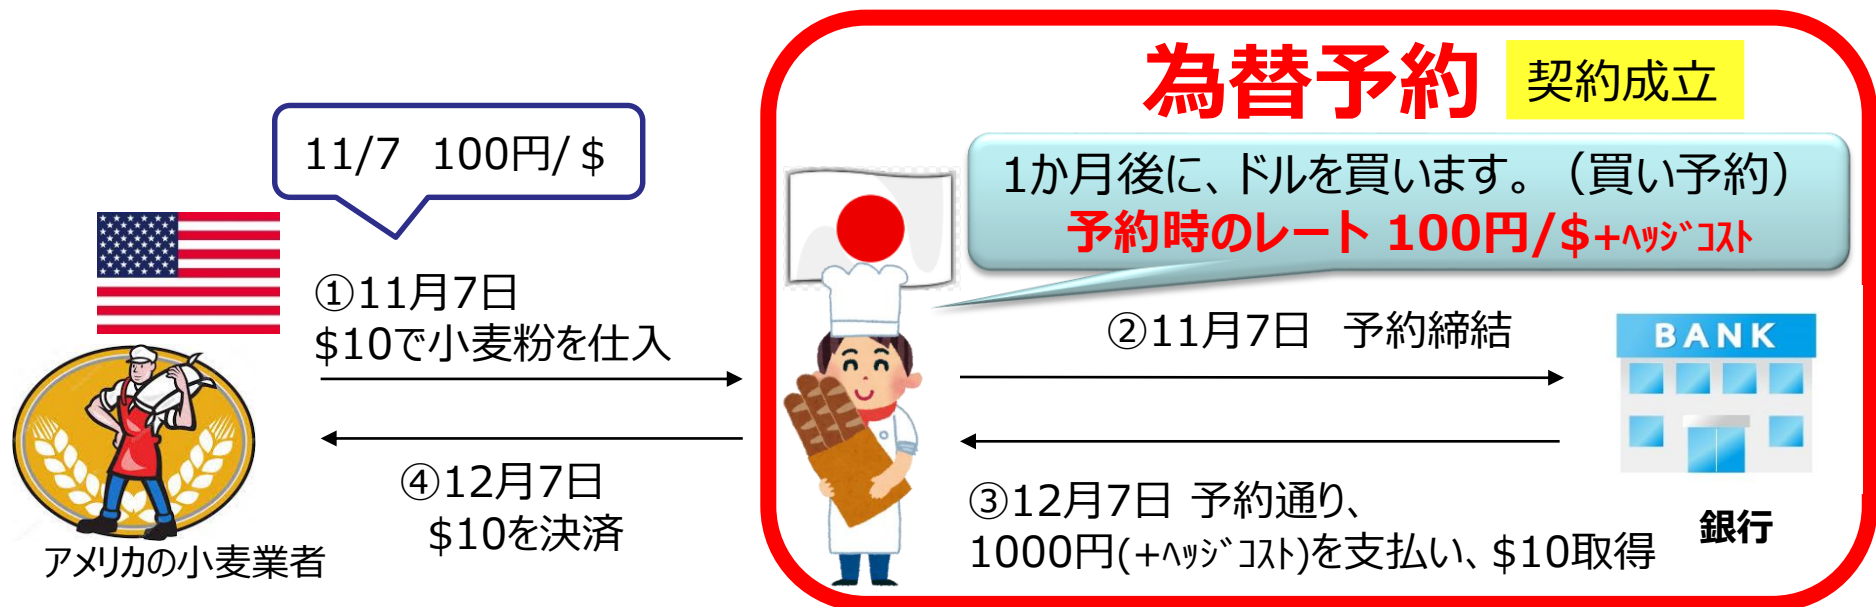 為替予約
契約成立
11/7 100円/$
1か月後に、ドルを買います。（買い予約）
予約時のレート 100円/$+ﾍｯｼﾞｺｽﾄ
①11月7日
$10で小麦粉を仕入
②11月7日 予約締結
BANK
④12月7日
$10を決済
③12月7日 予約通り、
1000円(+ﾍｯｼﾞｺｽﾄ)を支払い、$10取得
銀行
アメリカの小麦業者